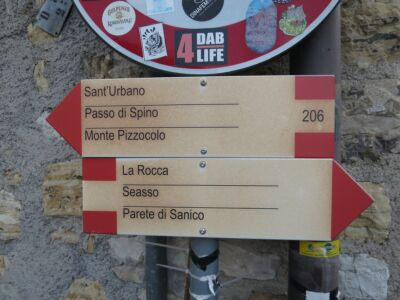 4 DAB
LIFE
Sant'Urbano
Passo di Spino
206
Monte Pizzocolo
La Rocca
Seasso
Parete di Sanico